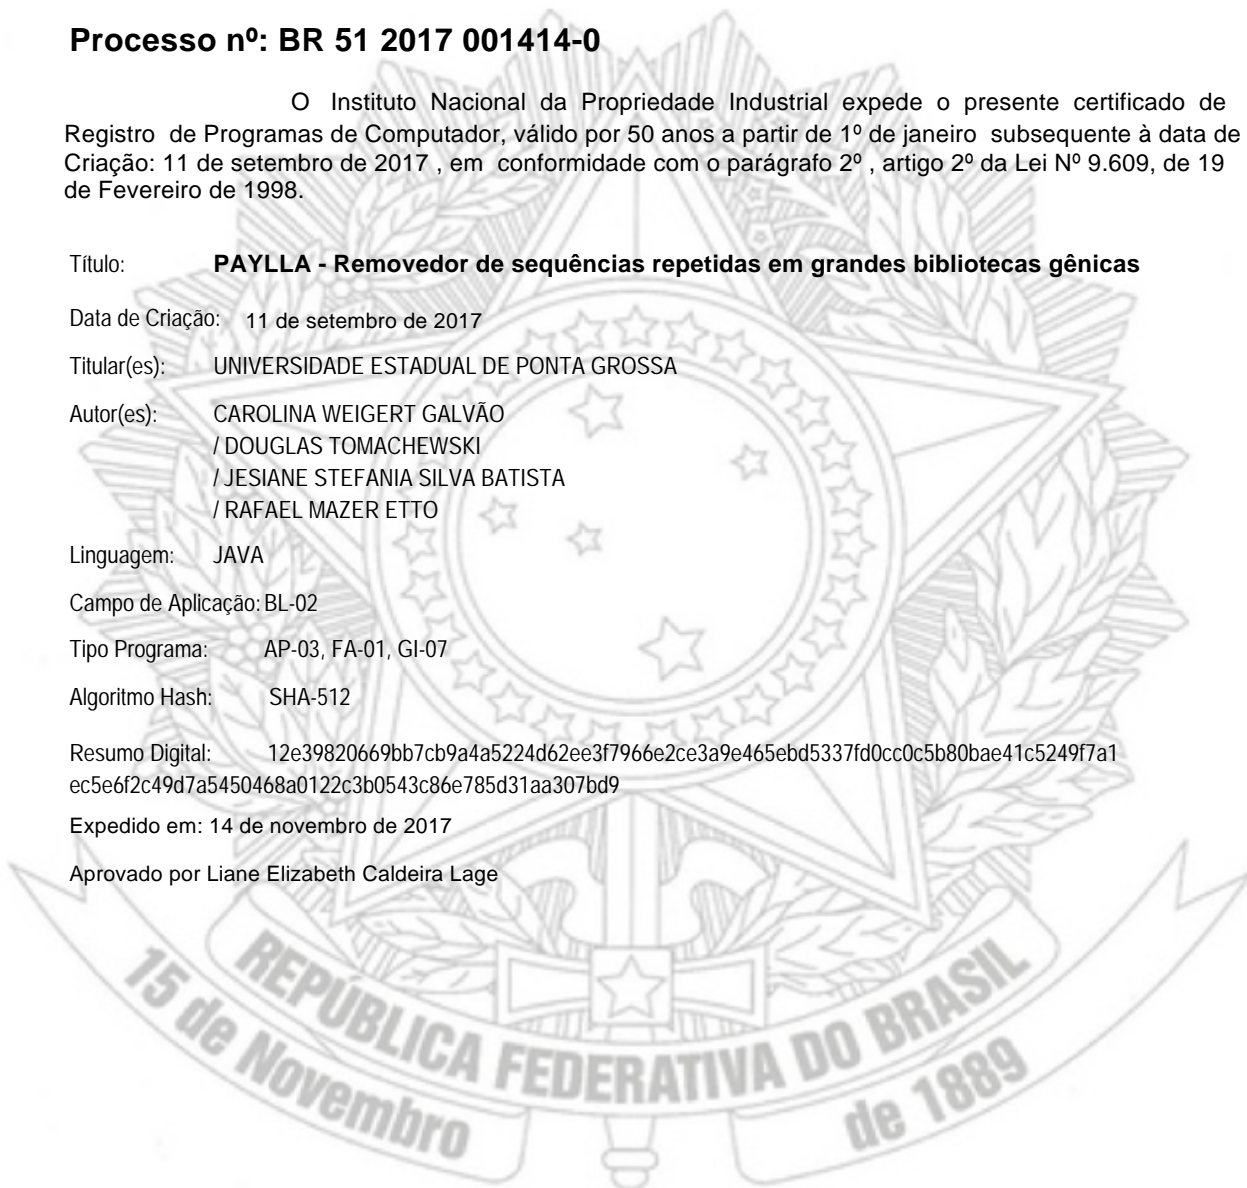 Processo nº: BR 51 2017 001414-0
O Instituto Nacional da Propriedade Industrial expede o presente certificado de
Registro de Programas de Computador, válido por 50 anos a partir de 1º de janeiro subsequente à data de
Criação: 11 de setembro de 2017 , em conformidade com o parágrafo 2º , artigo 2º da Lei Nº 9.609, de 19
de Fevereiro de 1998.
Título: PAYLLA - Removedor de sequências repetidas em grandes bibliotecas gênicas
Data de Criação: 11 de setembro de 2017
Titular(es): UNIVERSIDADE ESTADUAL DE PONTA GROSSA
Autor(es): CAROLINA WEIGERT GALVÃO
/ DOUGLAS TOMACHEWSKI
/ JESIANE STEFANIA SILVA BATISTA
/ RAFAEL MAZER ETTO
Linguagem: JAVA
Campo de Aplicação: BL-02
Tipo Programa: AP-03, FA-01, GI-07
Algoritmo Hash: SHA-512
Resumo Digital: 12e39820669bb7cb9a4a5224d62ee3f7966e2ce3a9e465ebd5337fd0cc0c5b80bae41c5249f7a1
ec5e6f2c49d7a5450468a0122c3b0543c86e785d31aa307bd9
Expedido em: 14 de novembro de 2017
Aprovado por Liane Elizabeth Caldeira Lage
REPÚBLICA FEDERATIVA DO BRASIL
15 de Novembro de 1889